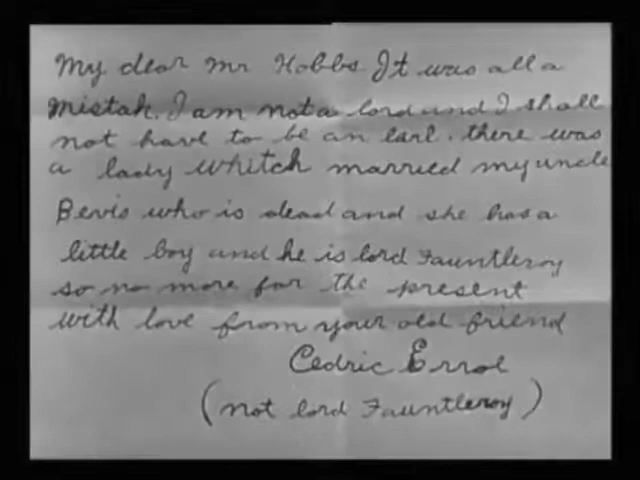 My dear Mr Hobbs. It was all a
mistak. I am not a lord and I shall
not have to be an earl. there was
a lady whitch married my uncle
Bevis who is dead and she has a
little boy and he is lord Fauntleroy
so no more for the present
with love from your old friend
Cedric Errol
(not lord Fauntleroy)